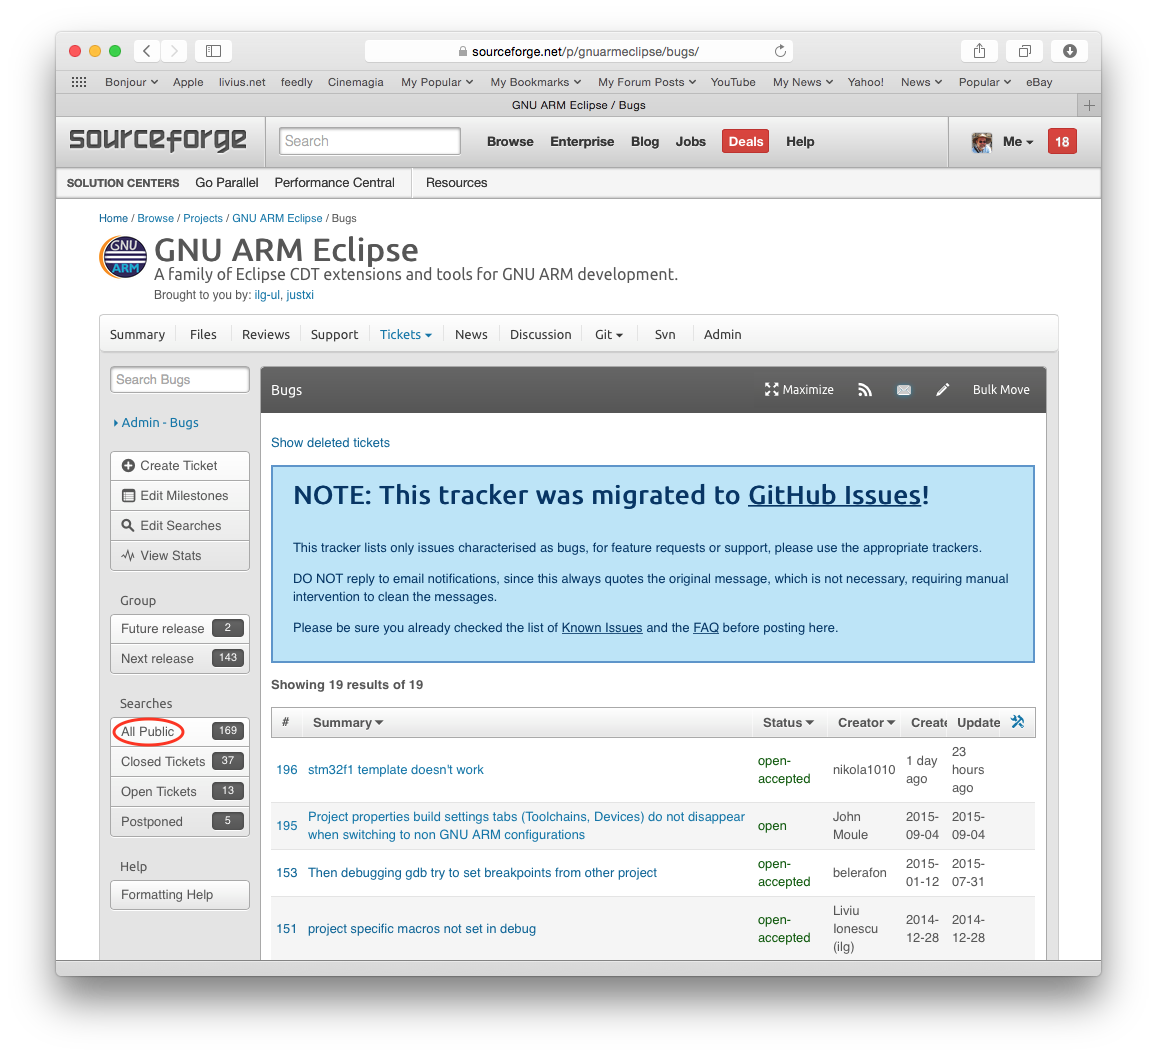 sourceforge.net/p/gnuarmeclipse/bugs/
Bonjour Apple livius.net feedly Cinemagia My Popular My Bookmarks My Forum Posts YouTube My News Yahoo! News Popular eBay
GNU ARM Eclipse / Bugs
sourceforge Search Browse Enterprise Blog Jobs Deals Help Me 18
SOLUTION CENTERS Go Parallel Performance Central Resources
Home / Browse / Projects / GNU ARM Eclipse / Bugs
GNU ARM
GNU ARM Eclipse
A family of Eclipse CDT extensions and tools for GNU ARM development.
Brought to you by: ilg-ul, justxi
Summary Files Reviews Support Tickets News Discussion Git Svn Admin
Search Bugs
Admin - Bugs
Create Ticket
Edit Milestones
Edit Searches
View Stats
Group
Future release 2
Next release 143
Searches
All Public 169
Closed Tickets 37
Open Tickets 13
Postponed 5
Help
Formatting Help
Bugs Maximize Bulk Move
Show deleted tickets
NOTE: This tracker was migrated to GitHub Issues!
This tracker lists only issues characterised as bugs, for feature requests or support, please use the appropriate trackers.
DO NOT reply to email notifications, since this always quotes the original message, which is not necessary, requiring manual
intervention to clean the messages.
Please be sure you already checked the list of Known Issues and the FAQ before posting here.
Showing 19 results of 19
# Summary Status Creator Create Update
196 stm32f1 template doesn't work open-accepted nikola1010 1 day ago 23 hours ago
195 Project properties build settings tabs (Toolchains, Devices) do not disappear
when switching to non GNU ARM configurations open John Moule 2015-09-04 2015-09-04
153 Then debugging gdb try to set breakpoints from other project open-accepted belerafon 2015-01-12 2015-07-31
151 project specific macros not set in debug open-accepted Liviu Ionescu (ilg) 2014-12-28 2014-12-28